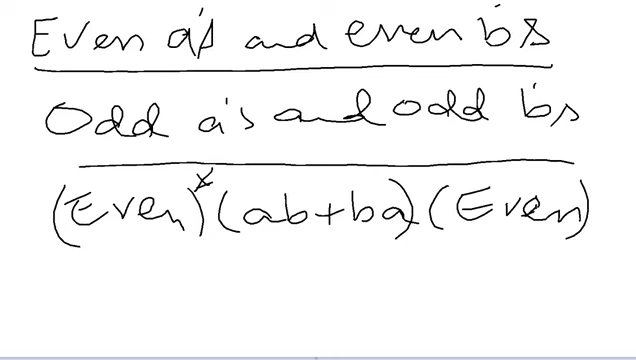 Even a's and even b's
Odd a's and odd b's
(Even)* (ab+ba) (Even)